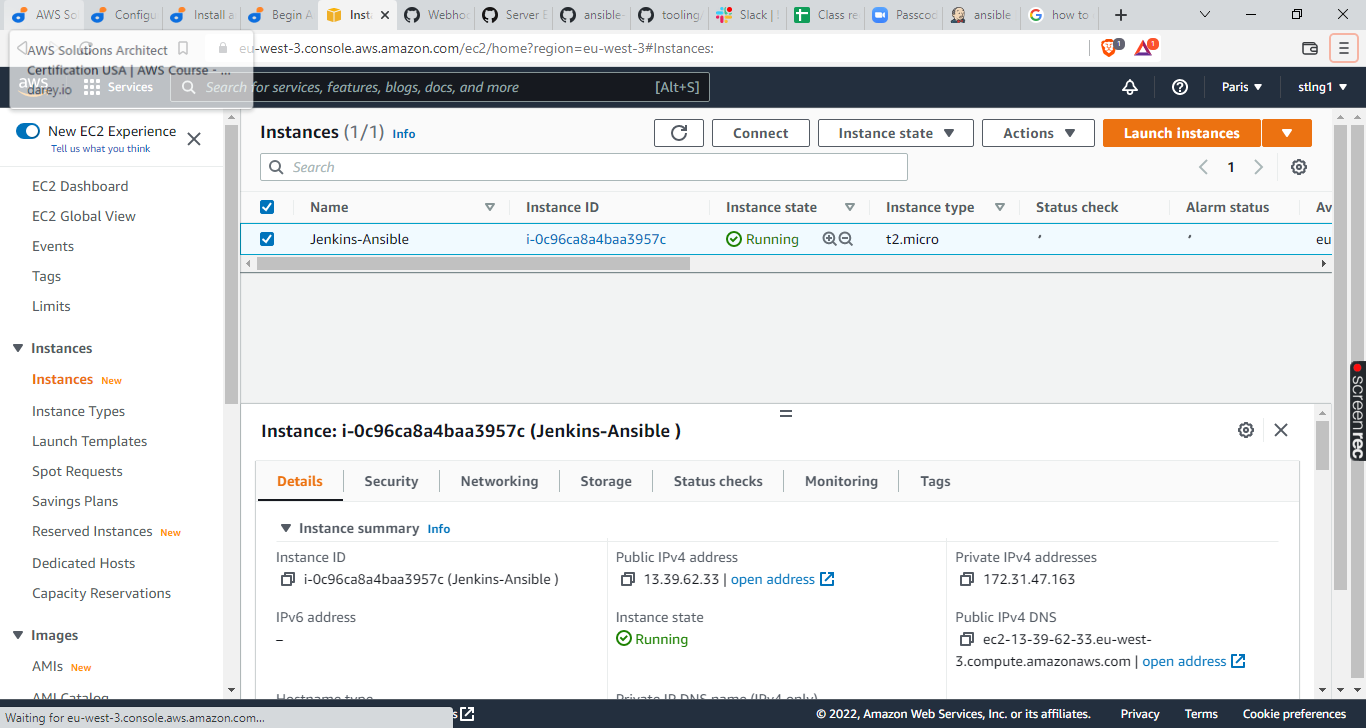 AWS So
Configu
Install a
Begin A
Inst
Webhoo
Server E
ansible-
tooling
Slack |
Class re
Passcod
ansible
how to
eu-west-3.console.aws.amazon.com/ec2/home?region=eu-west-3#Instances:
1
1
AWS Solutions Architect
Certification USA | AWS Course - ...
darey.io
aws
Services
Search for services, features, blogs, docs, and more
[Alt+S]
Paris
stlng1
New EC2 Experience
Tell us what you think
EC2 Dashboard
EC2 Global View
Events
Tags
Limits
Instances
Instances New
Instance Types
Launch Templates
Spot Requests
Savings Plans
Reserved Instances New
Dedicated Hosts
Capacity Reservations
Images
AMIs New
AMI Catalog
Instances (1/1) Info
Connect
Instance state
Actions
Launch instances
Search
1
Name
Instance ID
Instance state
Instance type
Status check
Alarm status
Av
Jenkins-Ansible
i-0c96ca8a4baa3957c
Running
t2.micro
eu
Instance: i-0c96ca8a4baa3957c (Jenkins-Ansible )
Details
Security
Networking
Storage
Status checks
Monitoring
Tags
Instance summary Info
Instance ID
i-0c96ca8a4baa3957c (Jenkins-Ansible )
Public IPv4 address
13.39.62.33 | open address
Private IPv4 addresses
172.31.47.163
IPv6 address
–
Instance state
Running
Public IPv4 DNS
ec2-13-39-62-33.eu-west-
3.compute.amazonaws.com | open address
Hostname type
Private IP DNS name (IPv4 only)
screenrec
Waiting for eu-west-3.console.aws.amazon.com...
s
© 2022, Amazon Web Services, Inc. or its affiliates.
Privacy
Terms
Cookie preferences